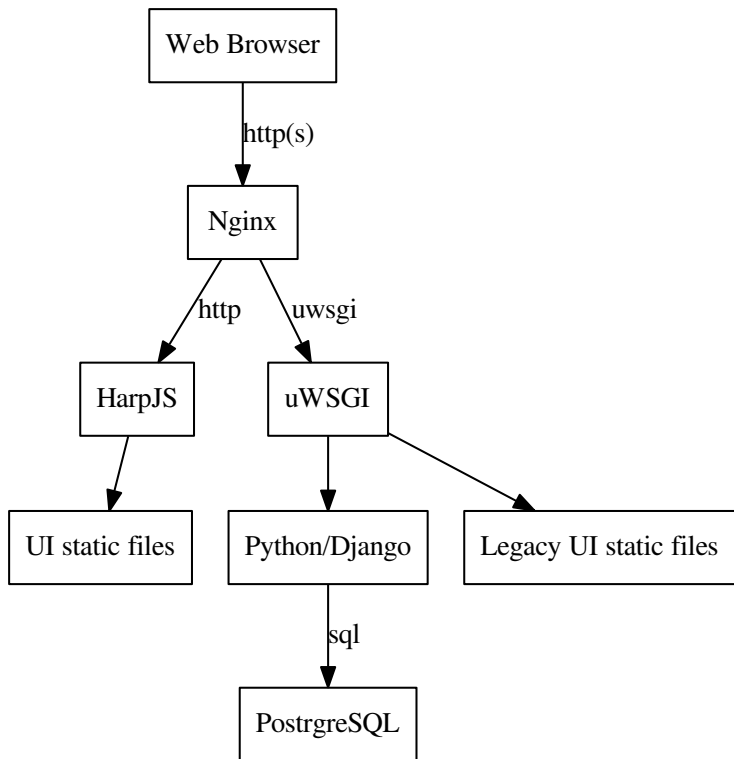 Web Browser
http(s)
Nginx
http
uwsgi
HarpJS
uWSGI
UI static files
Python/Django
Legacy UI static files
sql
PostrgreSQL